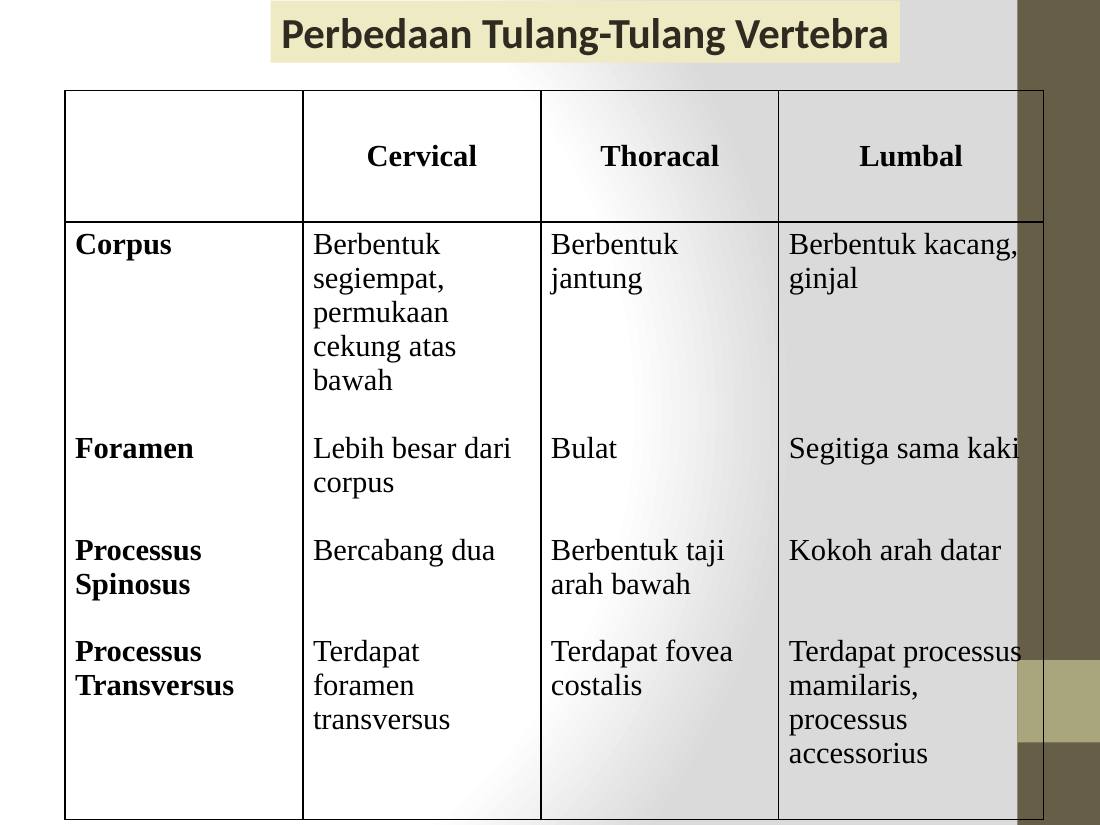 Perbedaan Tulang-Tulang Vertebra
Cervical
Thoracal
Lumbal
Corpus
Berbentuk
segiempat,
permukaan
cekung atas
bawah
Berbentuk
jantung
Berbentuk kacang,
ginjal
Foramen
Lebih besar dari
corpus
Bulat
Segitiga sama kaki
Processus
Spinosus
Bercabang dua
Berbentuk taji
arah bawah
Kokoh arah datar
Processus
Transversus
Terdapat
foramen
transversus
Terdapat fovea
costalis
Terdapat processus
mamilaris,
processus
accessorius